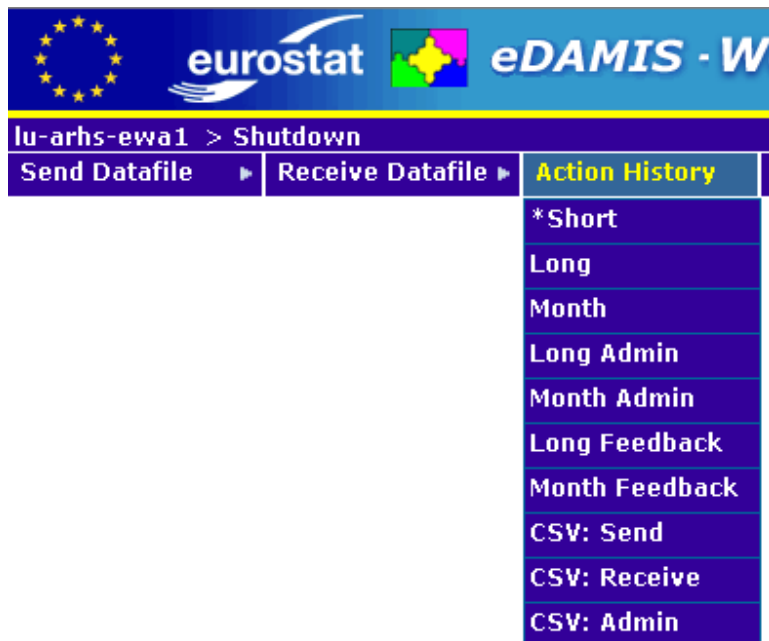 eurostat eDAMIS - W
lu-arhs-ewa1 > Shutdown
Send Datafile Receive Datafile Action History
*Short
Long
Month
Long Admin
Month Admin
Long Feedback
Month Feedback
CSV: Send
CSV: Receive
CSV: Admin